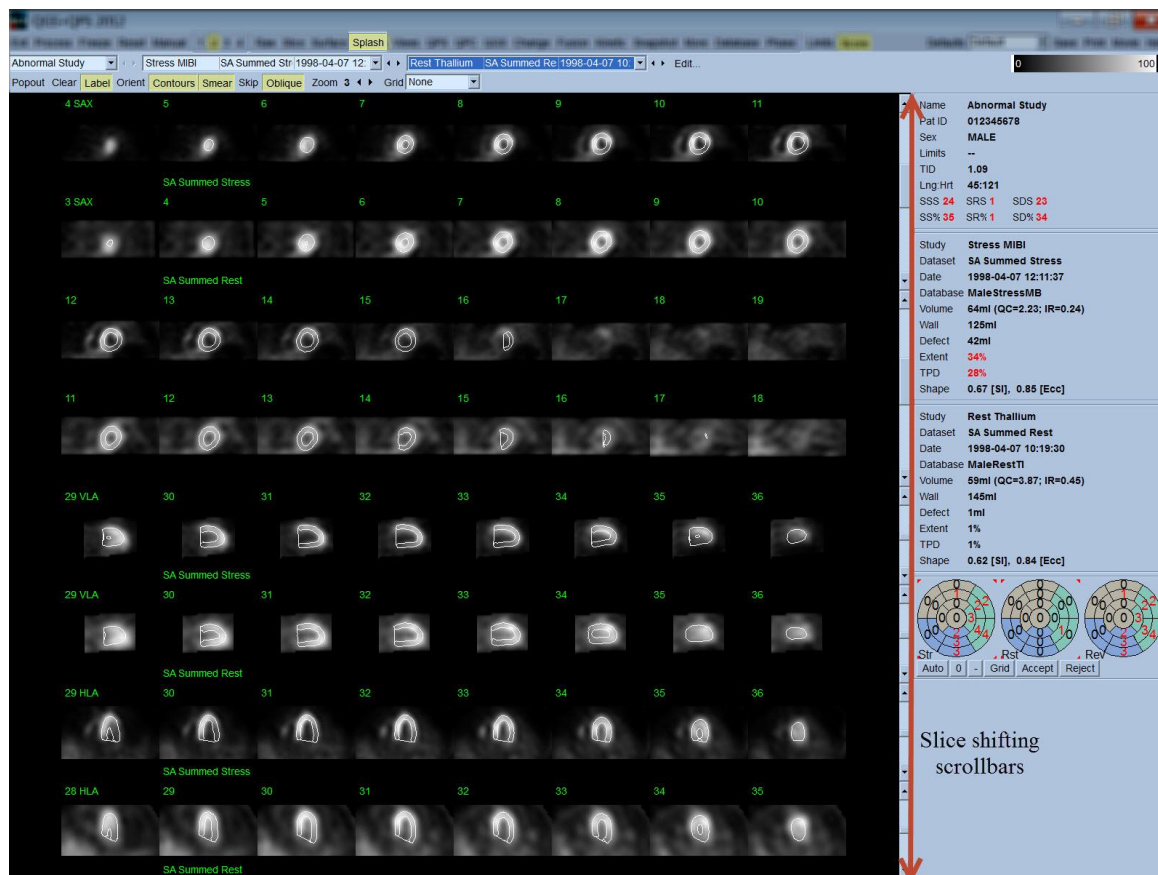 QGS+QPS 2012
Splash
Abnormal Study Stress MIBI SA Summed Str 1998-04-07 12: Rest Thallium SA Summed Re 1998-04-07 10: Edit...
0 100
Popout Clear Label Orient Contours Smear Skip Oblique Zoom 3 Grid None
4 SAX 5 6 7 8 9 10 11
SA Summed Stress
3 SAX 4 5 6 7 8 9 10
SA Summed Rest
12 13 14 15 16 17 18 19
11 12 13 14 15 16 17 18
29 VLA 30 31 32 33 34 35 36
SA Summed Stress
29 VLA 30 31 32 33 34 35 36
SA Summed Rest
29 HLA 30 31 32 33 34 35 36
SA Summed Stress
28 HLA 29 30 31 32 33 34 35
SA Summed Rest
Name Abnormal Study
Pat ID 012345678
Sex MALE
Limits --
TID 1.09
Lng:Hrt 45:121
SSS 24 SRS 1 SDS 23
SS% 35 SR% 1 SD% 34
Study Stress MIBI
Dataset SA Summed Stress
Date 1998-04-07 12:11:37
Database MaleStressMB
Volume 64ml (QC=2.23; IR=0.24)
Wall 125ml
Defect 42ml
Extent 34%
TPD 28%
Shape 0.67 [SI], 0.85 [Ecc]
Study Rest Thallium
Dataset SA Summed Rest
Date 1998-04-07 10:19:30
Database MaleRestTl
Volume 59ml (QC=3.87; IR=0.45)
Wall 145ml
Defect 1ml
Extent 1%
TPD 1%
Shape 0.62 [SI], 0.84 [Ecc]
Str Rst Rev
Auto 0 - Grid Accept Reject
Slice shifting
scrollbars